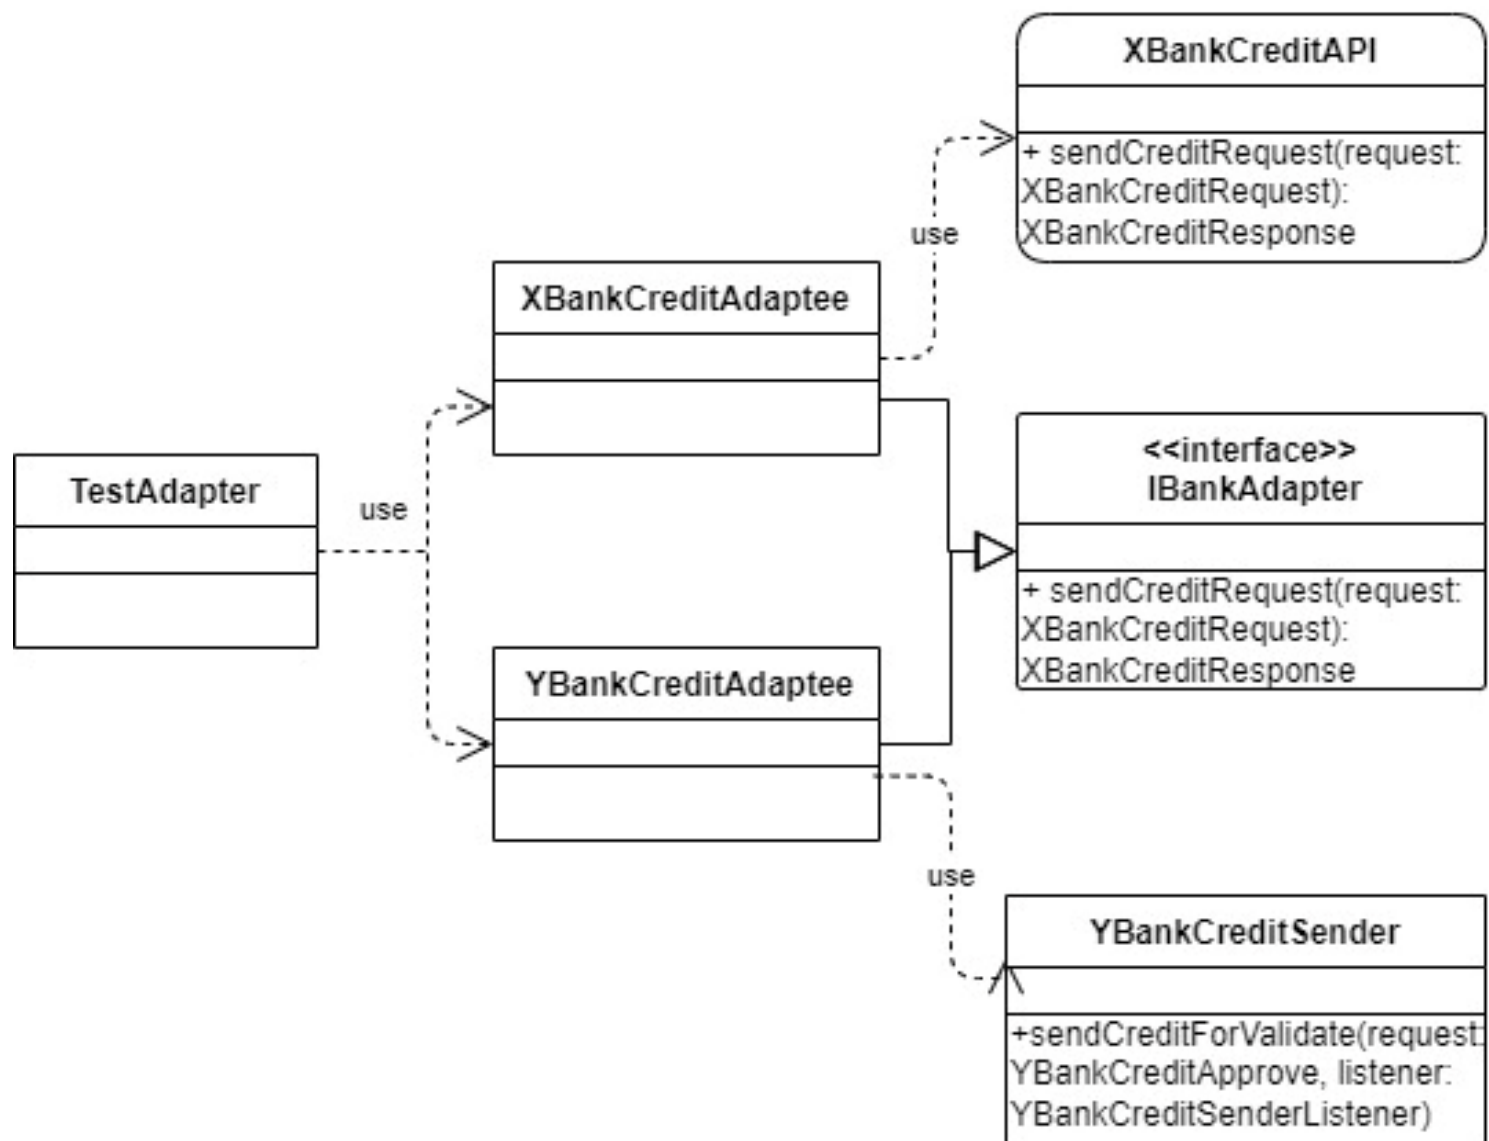 XBankCreditAPI
+ sendCreditRequest(request:
XBankCreditRequest):
XBankCreditResponse
use
XBankCreditAdaptee
<<interface>>
IBankAdapter
TestAdapter
use
+ sendCreditRequest(request:
XBankCreditRequest):
XBankCreditResponse
YBankCreditAdaptee
use
YBankCreditSender
+sendCreditForValidate(request:
YBankCreditApprove, listener:
YBankCreditSenderListener)